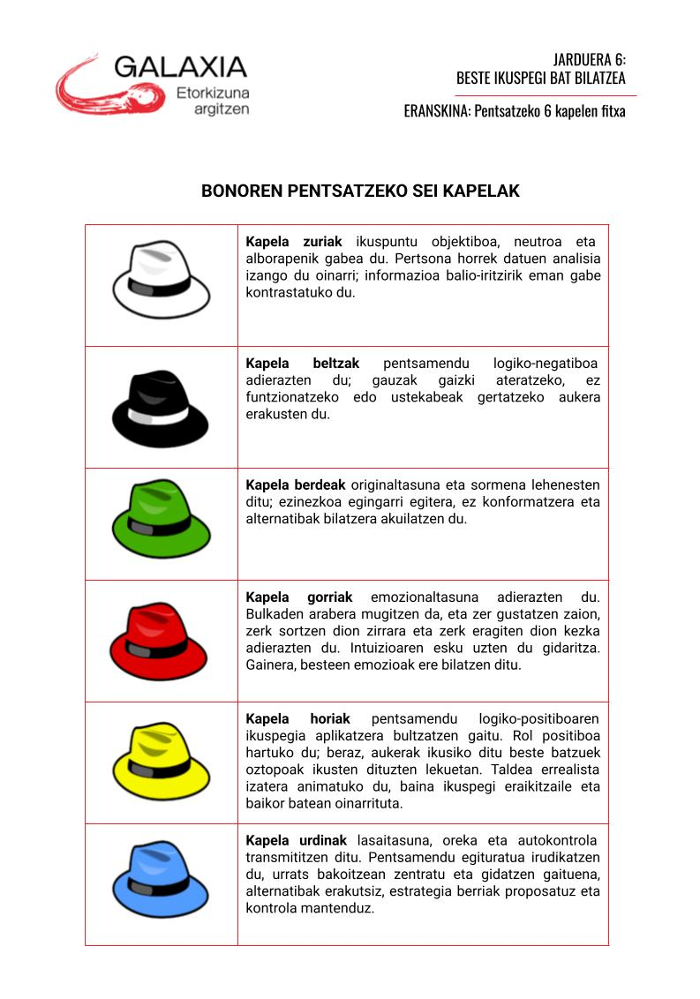 GALAXIA
Etorkizuna
argitzen
JARDUERA 6:
BESTE IKUSPEGI BAT BILATZEA
ERANSKINA: Pentsatzeko 6 kapelen fitxa
BONOREN PENTSATZEKO SEI KAPELAK
Kapela zuriak ikuspuntu objektiboa, neutroa eta
alborapenik gabea du. Pertsona horrek datuen analisia
izango du oinarri; informazioa balio-iritzirik eman gabe
kontrastatuko du.
Kapela beltzak pentsamendu logiko-negatiboa
adierazten du; gauzak gaizki ateratzeko, ez
funtzionatzeko edo ustekabeak gertatzeko aukera
erakusten du.
Kapela berdeak originaltasuna eta sormena lehenesten
ditu; ezinezkoa egingarri egitera, ez konformatzera eta
alternatibak bilatzera akuilatzen du.
Kapela gorriak emozionaltasuna adierazten du.
Bulkaden arabera mugitzen da, eta zer gustatzen zaion,
zerk sortzen dion zirrara eta zerk eragiten dion kezka
adierazten du. Intuizioaren esku uzten du gidaritza.
Gainera, besteen emozioak ere bilatzen ditu.
Kapela horiak pentsamendu logiko-positiboaren
ikuspegia aplikatzera bultzatzen gaitu. Rol positiboa
hartuko du; beraz, aukerak ikusiko ditu beste batzuek
oztopoak ikusten dituzten lekuetan. Taldea errealista
izatera animatuko du, baina ikuspegi eraikitzaile eta
baikor batean oinarrituta.
Kapela urdinak lasaitasuna, oreka eta autokontrola
transmititzen ditu. Pentsamendu egituratua irudikatzen
du, urrats bakoitzean zentratu eta gidatzen gaituena,
alternatibak erakutsiz, estrategia berriak proposatuz eta
kontrola mantenduz.